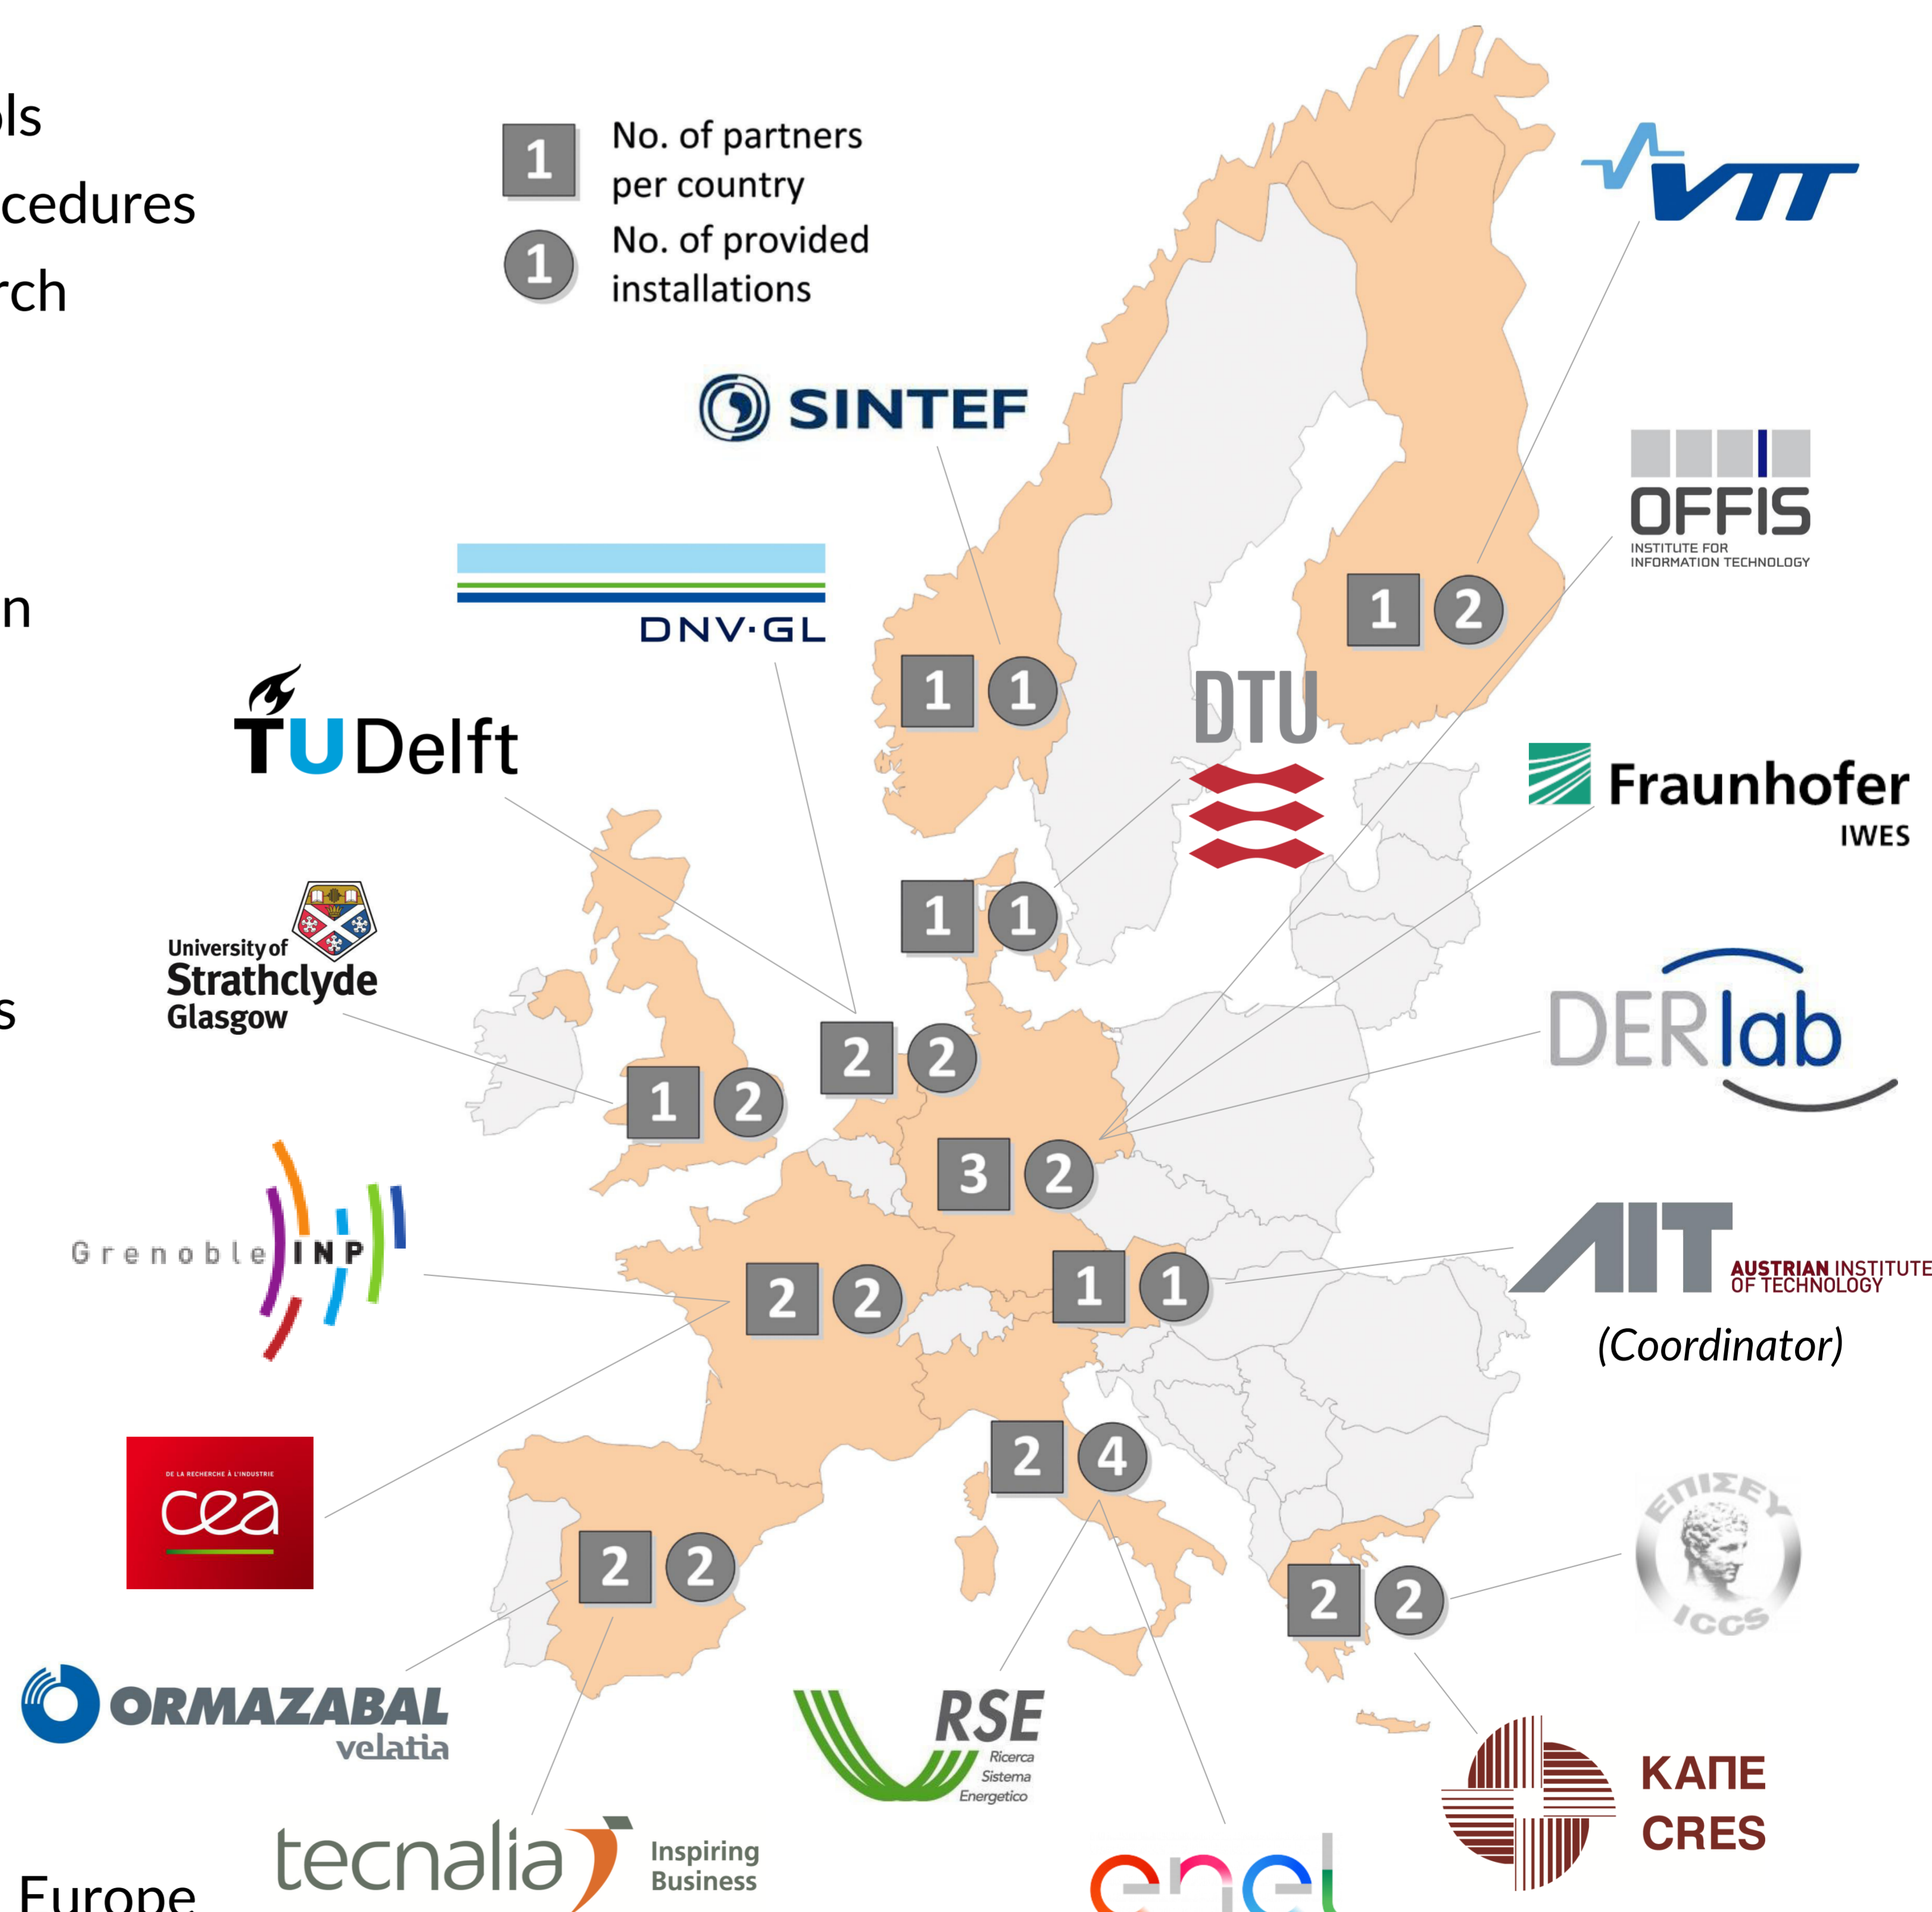 ols
cedures
rch
n
s
Europe
1
No. of partners
per country
1
No. of provided
installations
VTT
SINTEF
OFFIS
INSTITUTE FOR
INFORMATION TECHNOLOGY
DNV·GL
1 2
1 1
DTU
TUDelft
Fraunhofer
IWES
1 1
University of
Strathclyde
Glasgow
DERlab
2 2
1 2
3 2
Grenoble INP
AIT AUSTRIAN INSTITUTE
OF TECHNOLOGY
(Coordinator)
2 2
1 1
DE LA RECHERCHE À L'INDUSTRIE
cea
2 4
ΕΠΙΣΕΥ
ICCS
2 2
2 2
ORMAZABAL
velatia
RSE
Ricerca
Sistema
Energetico
ΚΑΠΕ
CRES
tecnalia
Inspiring
Business
enel